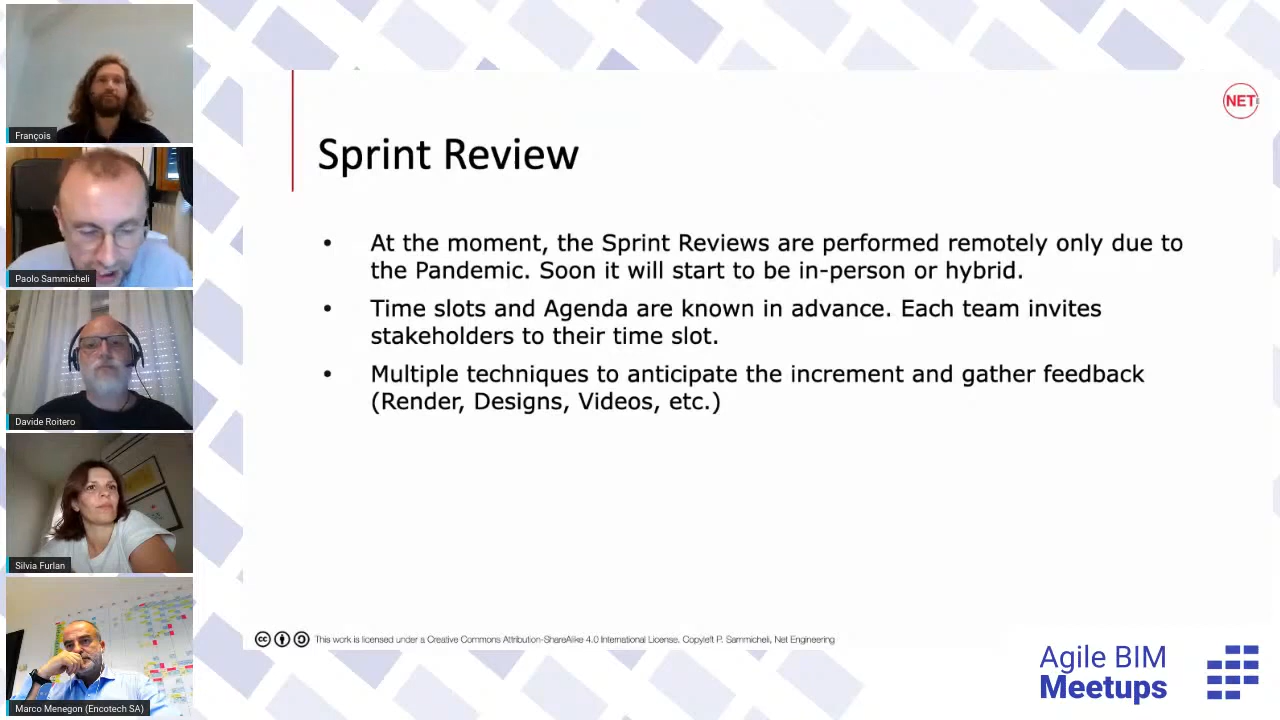 François
Paolo Sammicheli
Davide Roitero
Silvia Furlan
Marco Menegon (Encotech SA)
NET
Sprint Review
• At the moment, the Sprint Reviews are performed remotely only due to
the Pandemic. Soon it will start to be in-person or hybrid.
• Time slots and Agenda are known in advance. Each team invites
stakeholders to their time slot.
• Multiple techniques to anticipate the increment and gather feedback
(Render, Designs, Videos, etc.)
This work is licensed under a Creative Commons Attribution-ShareAlike 4.0 International License. Copyleft P. Sammicheli, Net Engineering
Agile BIM
Meetups